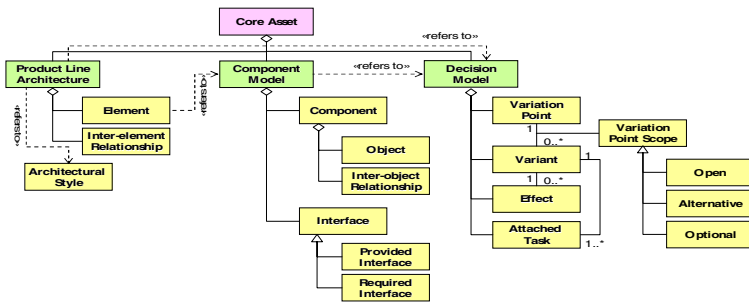 Core Asset
«refers to»
«refers to»
Product Line
Architecture
Component
Model
Decision
Model
«refers to»
«refers to»
Element
Inter-element
Relationship
Architectural
Style
Component
Object
Inter-object
Relationship
Interface
Provided
Interface
Required
Interface
Variation
Point
1
0..*
Variant
1
1
0..*
Effect
Attached
Task
1..*
Variation
Point Scope
Open
Alternative
Optional